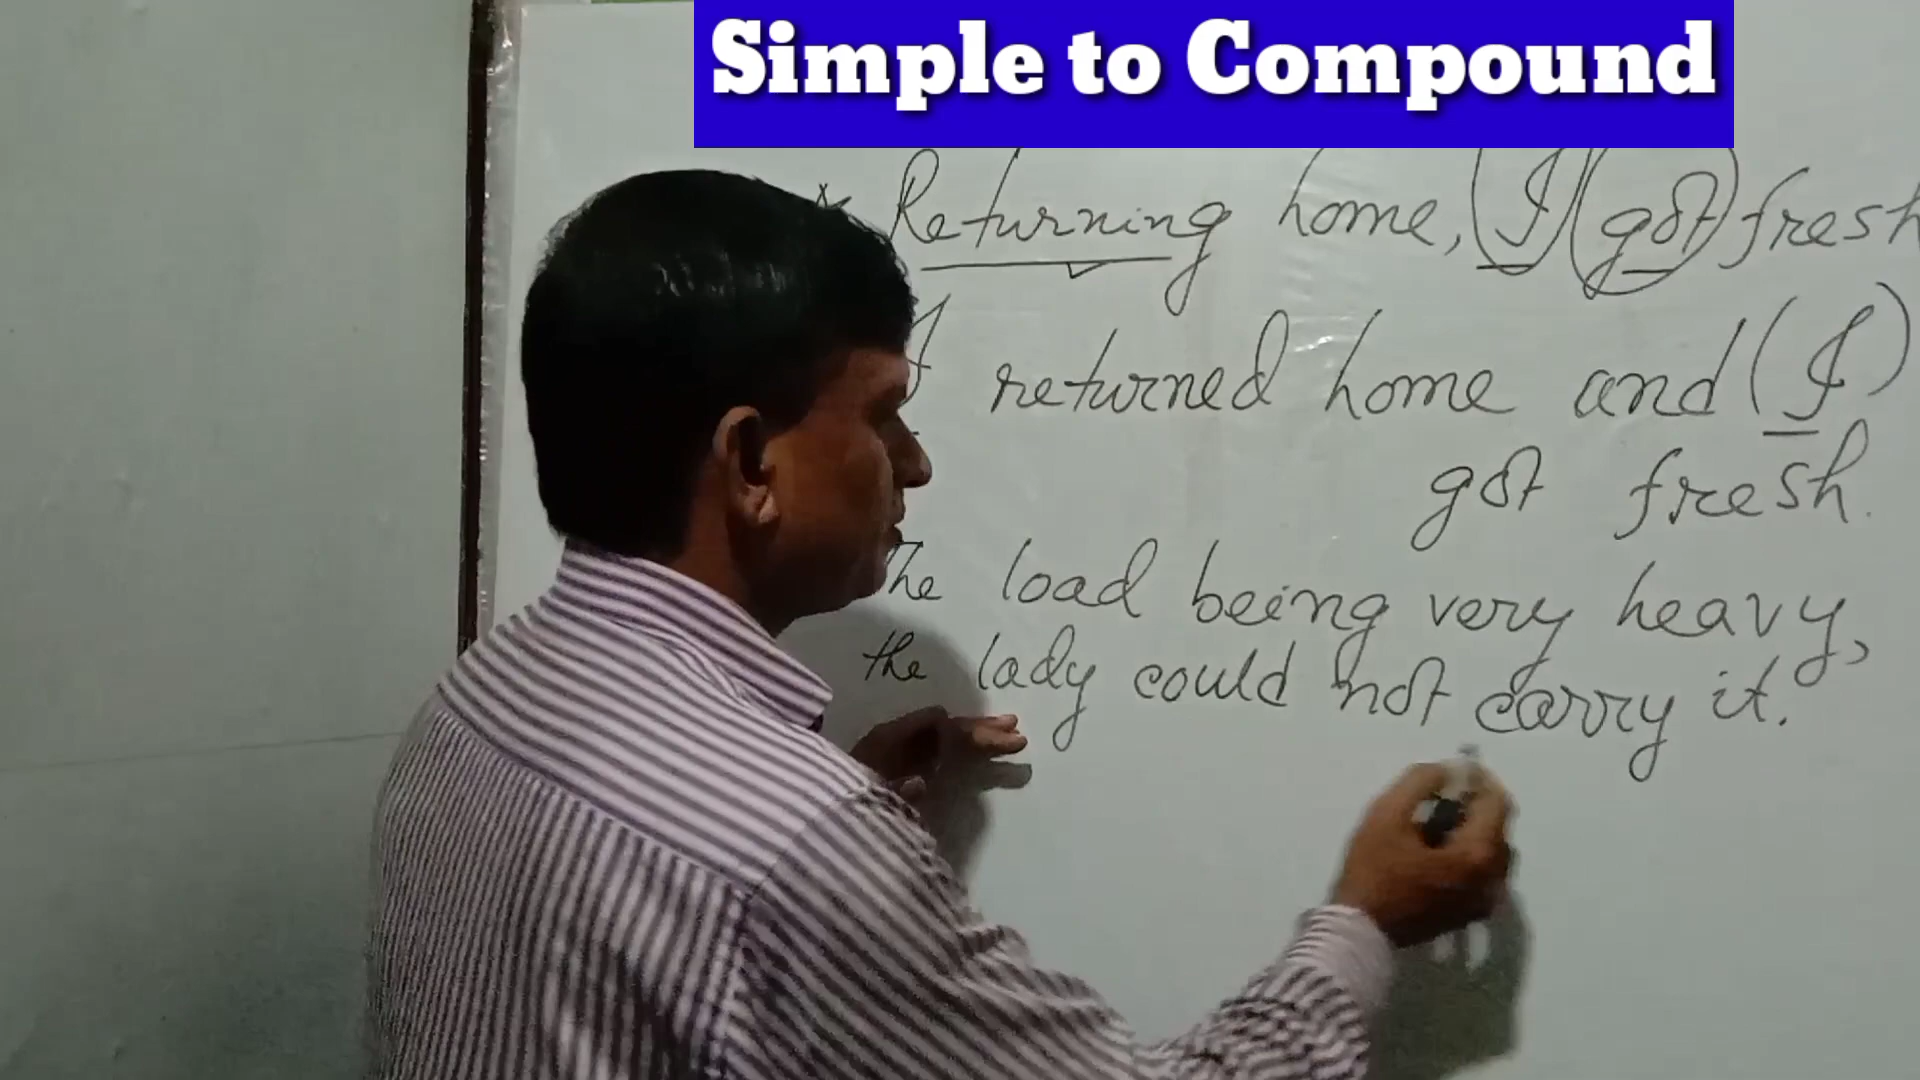 Simple to Compound
Returning home, (I) (got) fresh
I returned home and (I)
got fresh.
The load being very heavy,
the lady could not carry it.